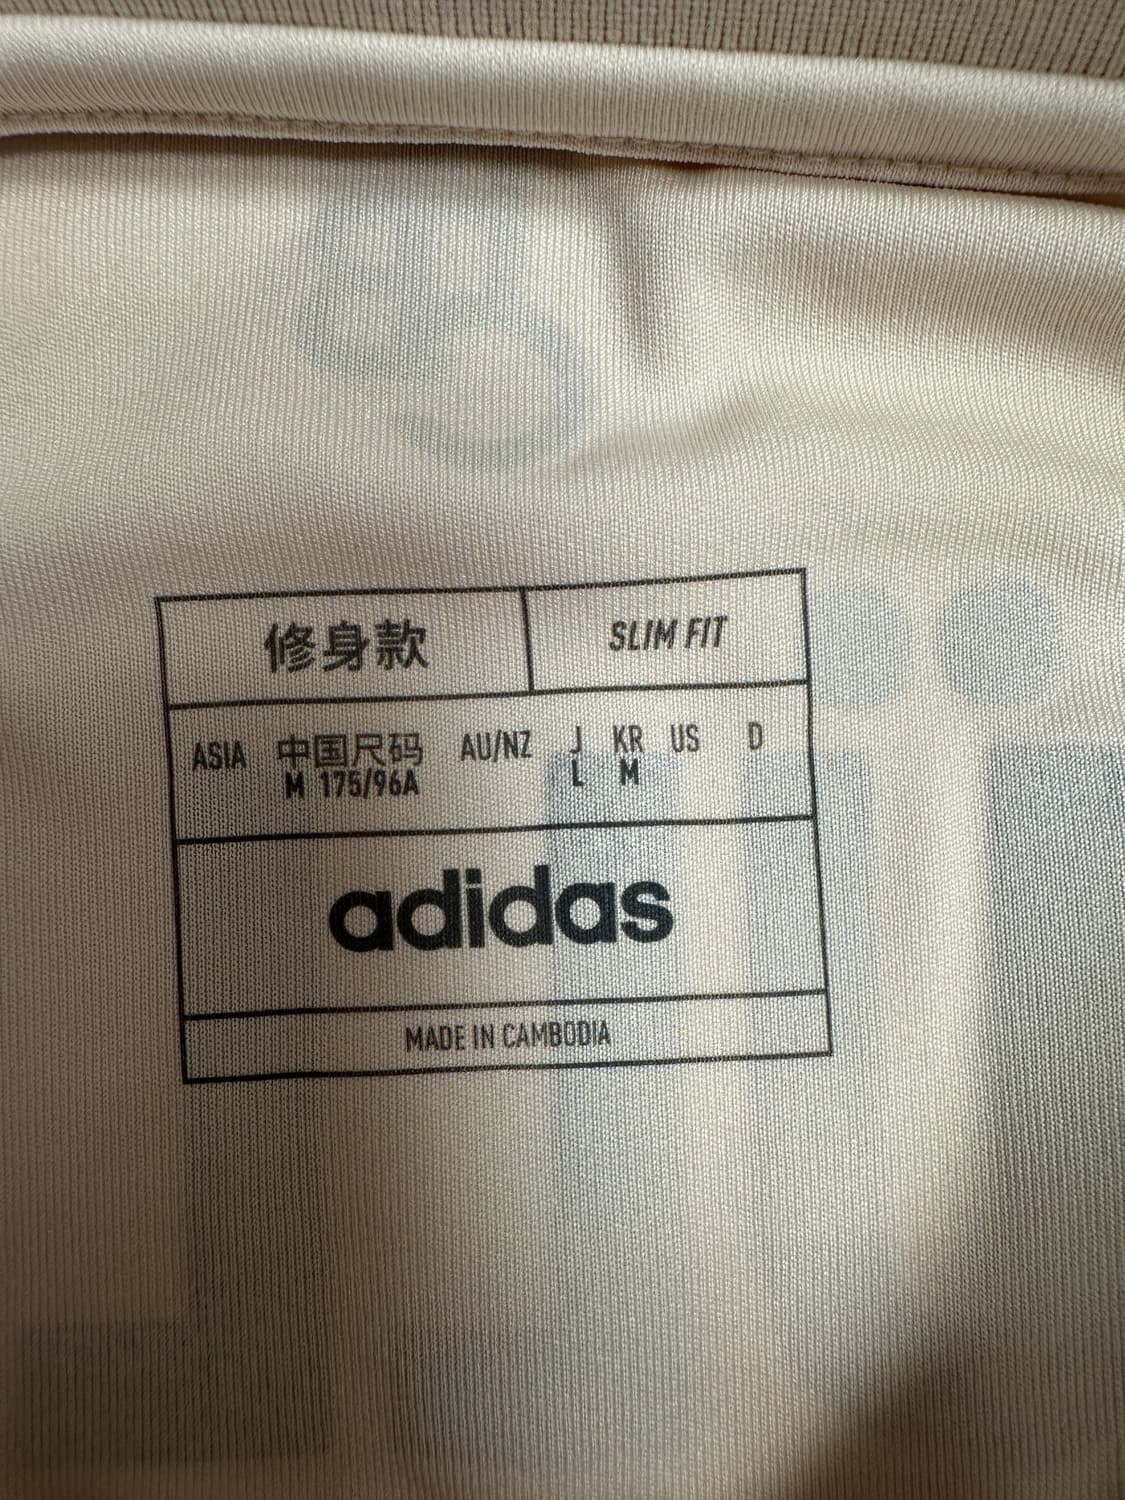 修身款 SLIM FIT
ASIA 中国尺码 AU/NZ J KR US D
M 175/96A L M
adidas
MADE IN CAMBODIA